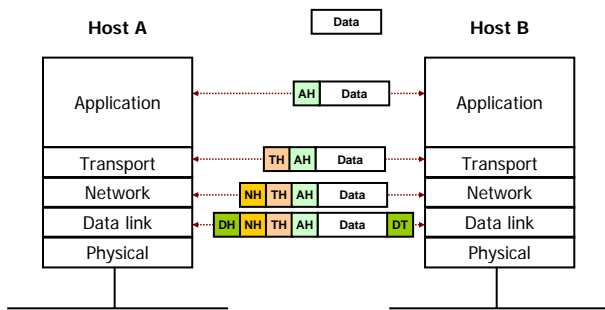 Data
Host A
Host B
Application
AH Data
Application
Transport
TH AH Data
Transport
Network
NH TH AH Data
Network
Data link
DH NH TH AH Data DT
Data link
Physical
Physical